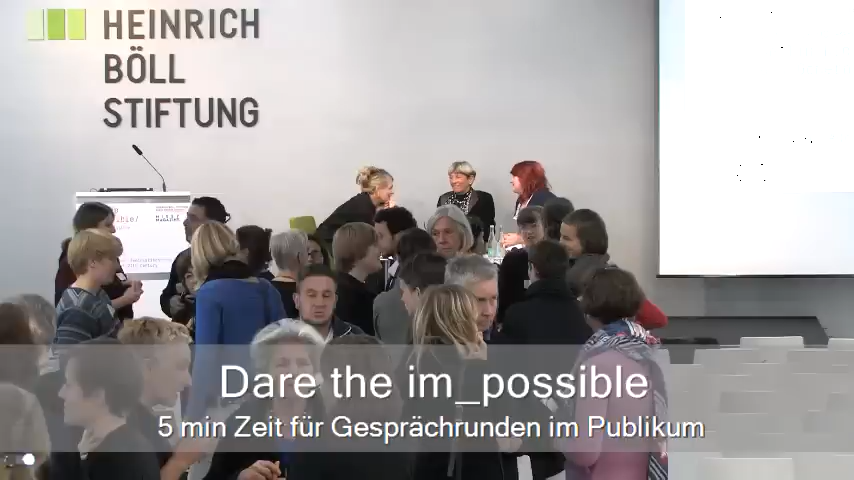 HEINRICH
BÖLL
STIFTUNG
Dare the im_possible
5 min Zeit für Gesprächrunden im Publikum